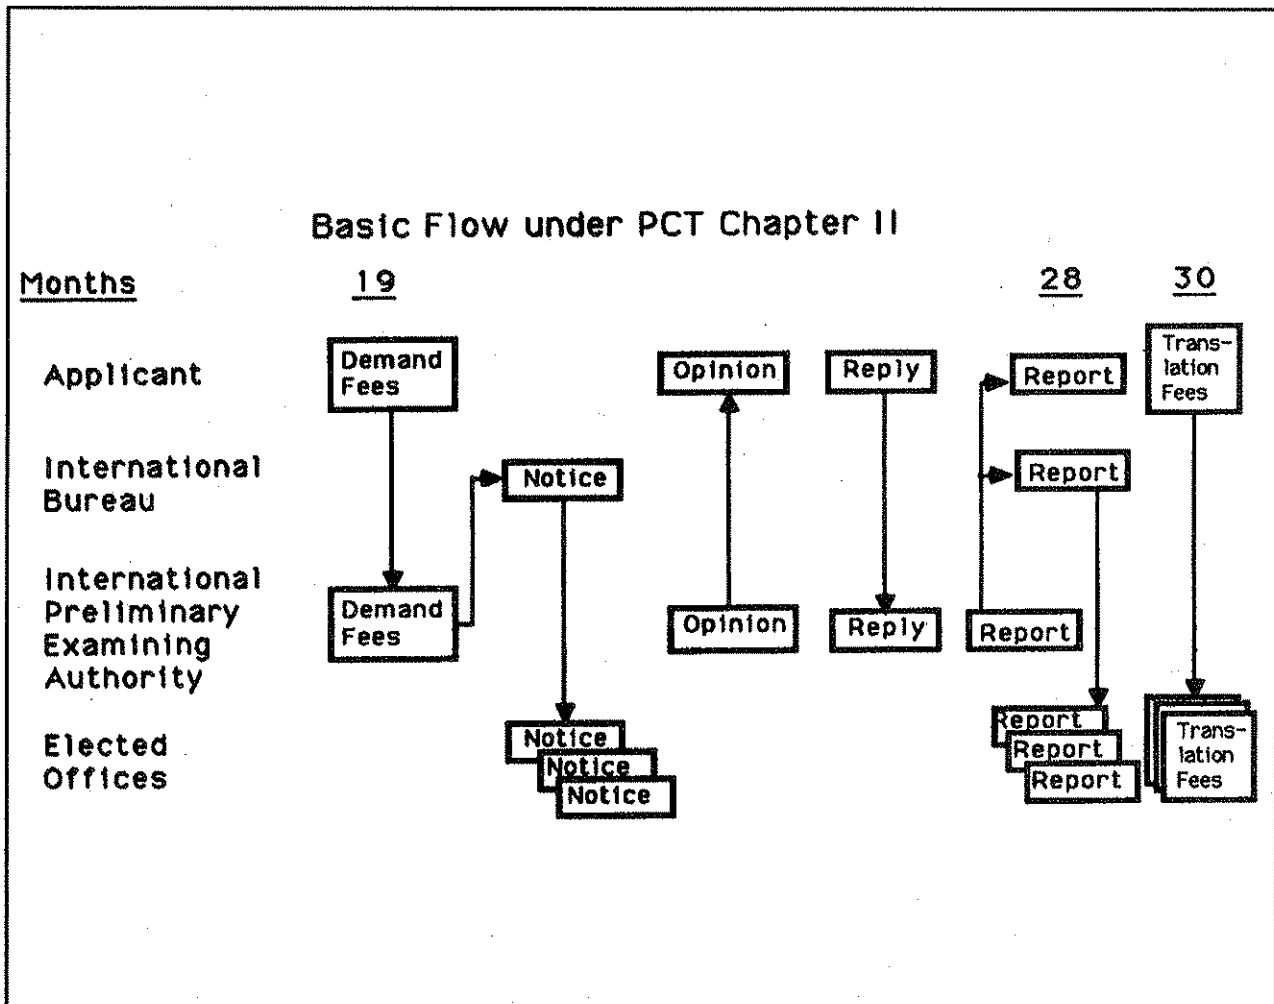 Basic Flow under PCT Chapter II
Months 19 28 30
Applicant
Demand
Fees
Opinion
Reply
Report
Trans-
lation
Fees
International
Bureau
Notice
Report
International
Preliminary
Examining
Authority
Demand
Fees
Opinion
Reply
Report
Elected
Offices
Notice
Notice
Notice
Report
Report
Report
Trans-
lation
Fees